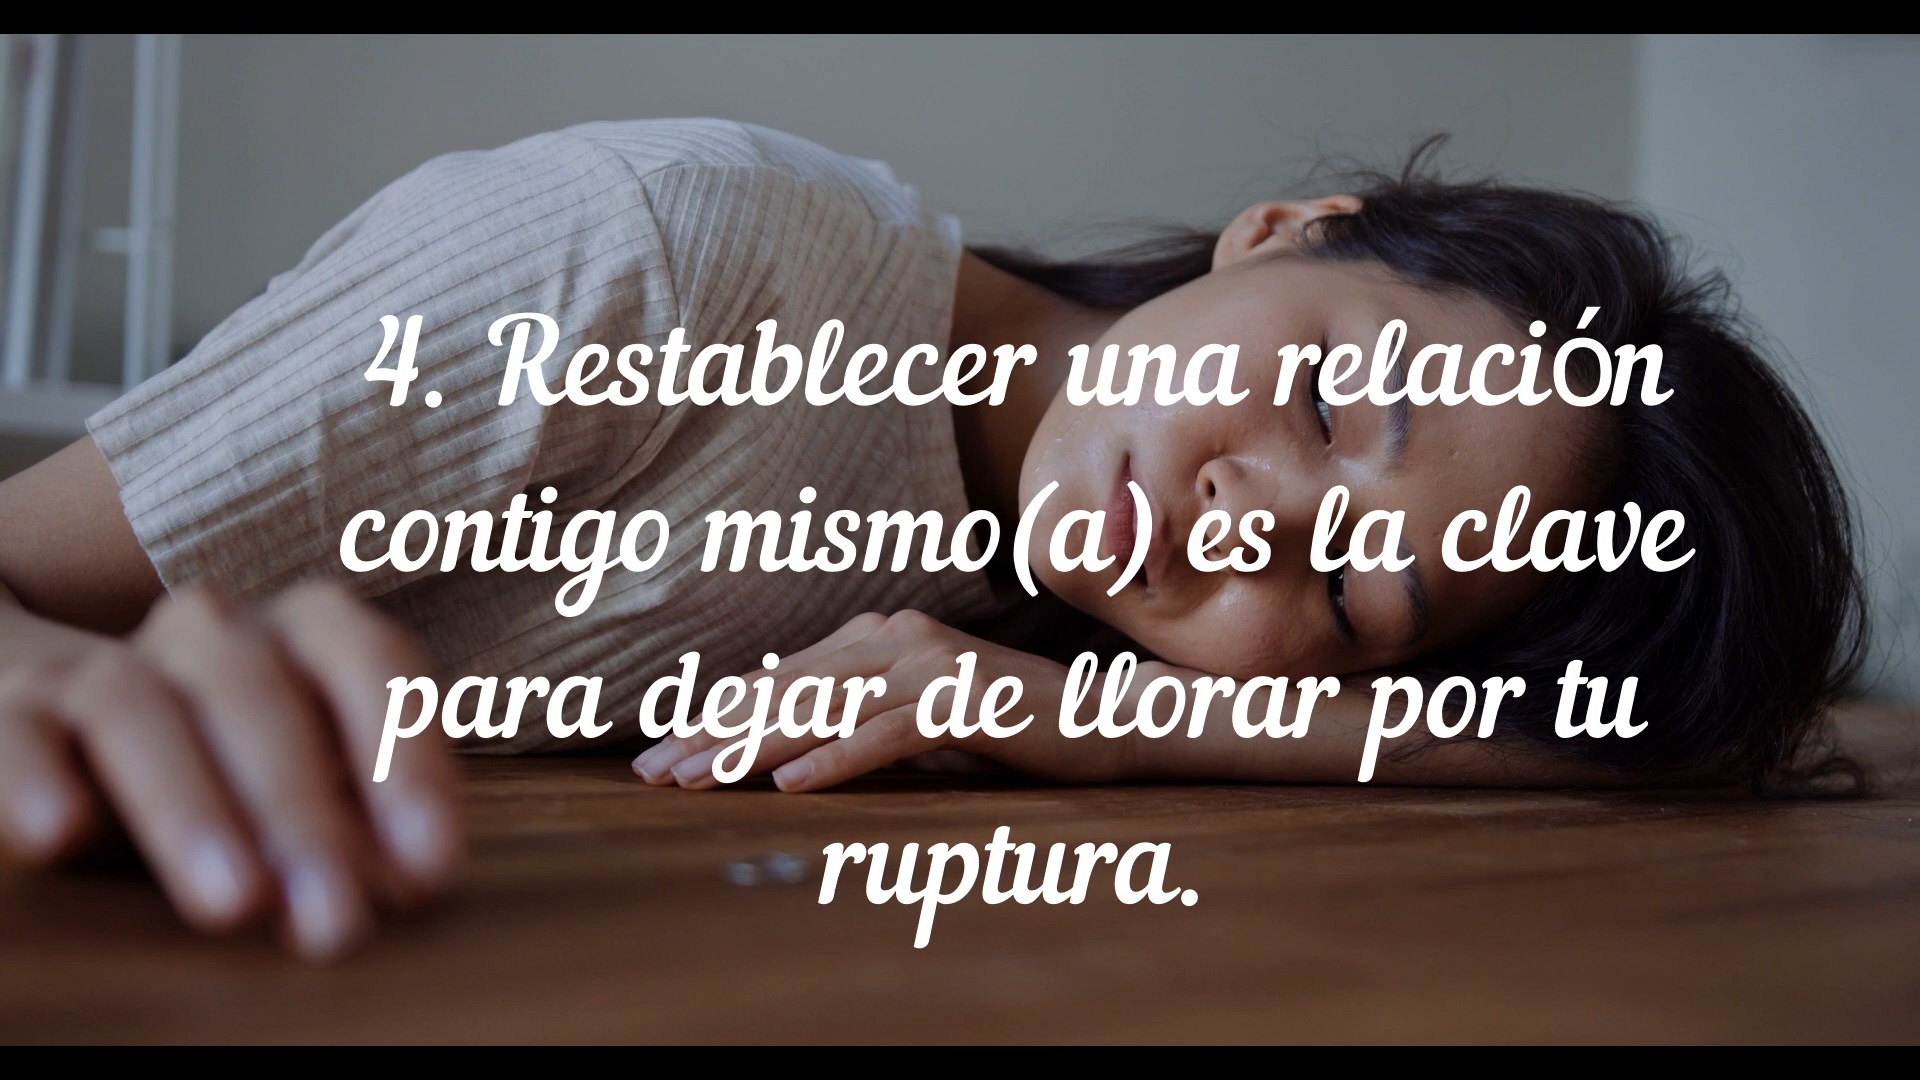 4. Restablecer una relación
contigo mismo(a) es la clave
para dejar de llorar por tu
ruptura.